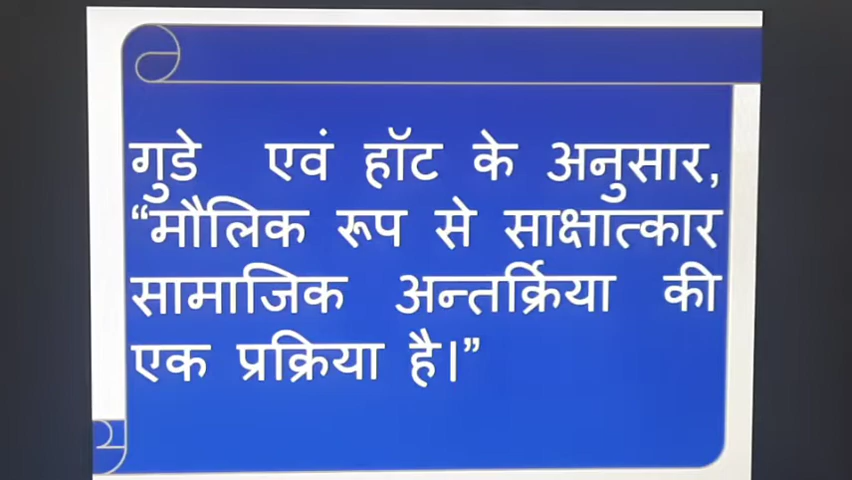 गुडे एवं हॉट के अनुसार,
“मौलिक रूप से साक्षात्कार
सामाजिक अन्तर्क्रिया की
एक प्रक्रिया है।”